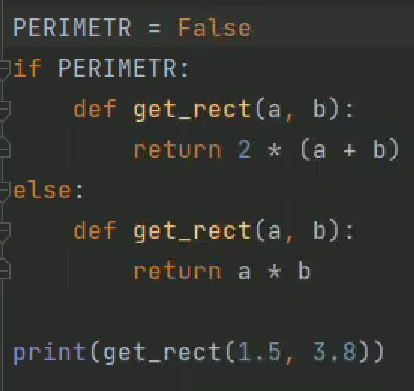 PERIMETR = False
if PERIMETR:
    def get_rect(a, b):
        return 2 * (a + b)
else:
    def get_rect(a, b):
        return a * b

print(get_rect(1.5, 3.8))